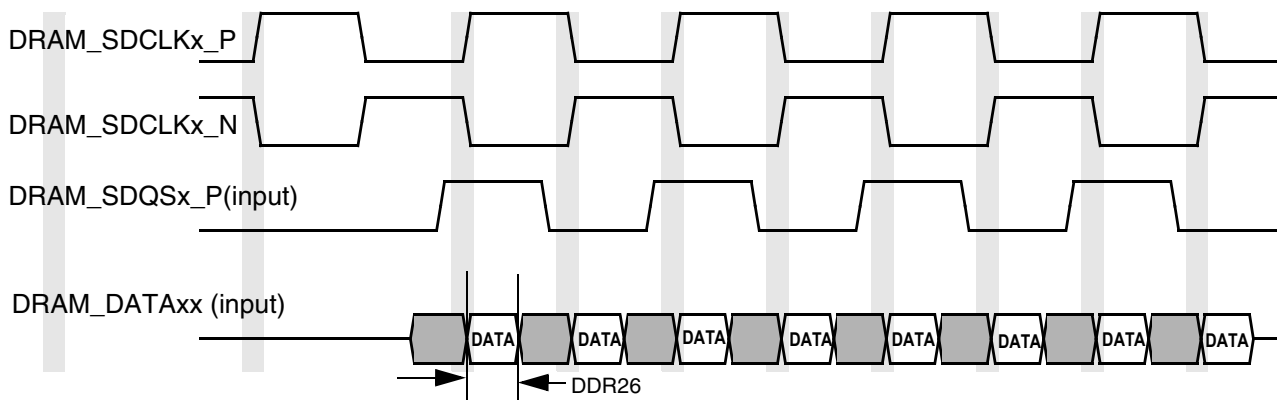 DRAM_SDCLKx_P
DRAM_SDCLKx_N
DRAM_SDQSx_P(input)
DRAM_DATAxx (input)
DATA DATA DATA DATA DATA DATA DATA DATA
DDR26